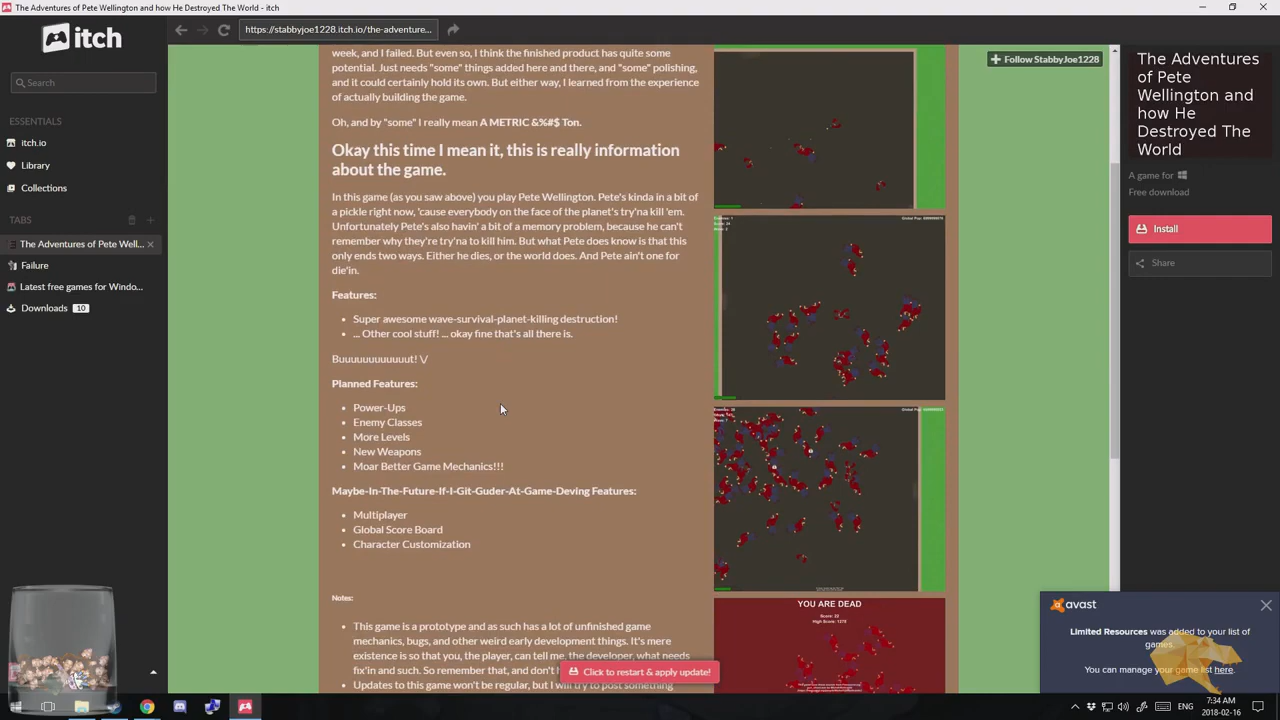 The Adventures of Pete Wellington and how He Destroyed The World - itch
itch
https://stabbyjoe1228.itch.io/the-adventure...
Search
ESSENTIALS
itch.io
Library
Collections
TABS
The Adventures of Pete Well...
Failure
Latest free games for Windo...
Downloads 10
week, and I failed. But even so, I think the finished product has quite some
potential. Just needs "some" things added here and there, and "some" polishing,
and it could certainly hold its own. But either way, I learned from the experience
of actually building the game.
Oh, and by "some" I really mean A METRIC &%#$ Ton.
Okay this time I mean it, this is really information
about the game.
In this game (as you saw above) you play Pete Wellington. Pete's kinda in a bit of
a pickle right now, 'cause everybody on the face of the planet's try'na kill 'em.
Unfortunately Pete's also havin' a bit of a memory problem, because he can't
remember why they're try'na to kill him. But what Pete does know is that this
only ends two ways. Either he dies, or the world does. And Pete ain't one for
die'in.
Features:
Super awesome wave-survival-planet-killing destruction!
... Other cool stuff! ... okay fine that's all there is.
Buuuuuuuuuuut! \/
Planned Features:
Power-Ups
Enemy Classes
More Levels
New Weapons
Moar Better Game Mechanics!!!
Maybe-In-The-Future-If-I-Git-Guder-At-Game-Deving Features:
Multiplayer
Global Score Board
Character Customization
Notes:
This game is a prototype and as such has a lot of unfinished game
mechanics, bugs, and other weird early development things. It's mere
existence is so that you, the player, can tell me, the developer, what needs
fix'in and such. So remember that, and don't
Updates to this game won't be regular, but I will try to post something
Click to restart & apply update!
YOU ARE DEAD
Follow StabbyJoe1228
The Adventures
of Pete
Wellington and
how He
Destroyed The
World
A game for
Free download
Install
Share
avast
Limited Resources was added to your list of
games.
You can manage your game list here.
ENG
7:34 AM
2018-02-16